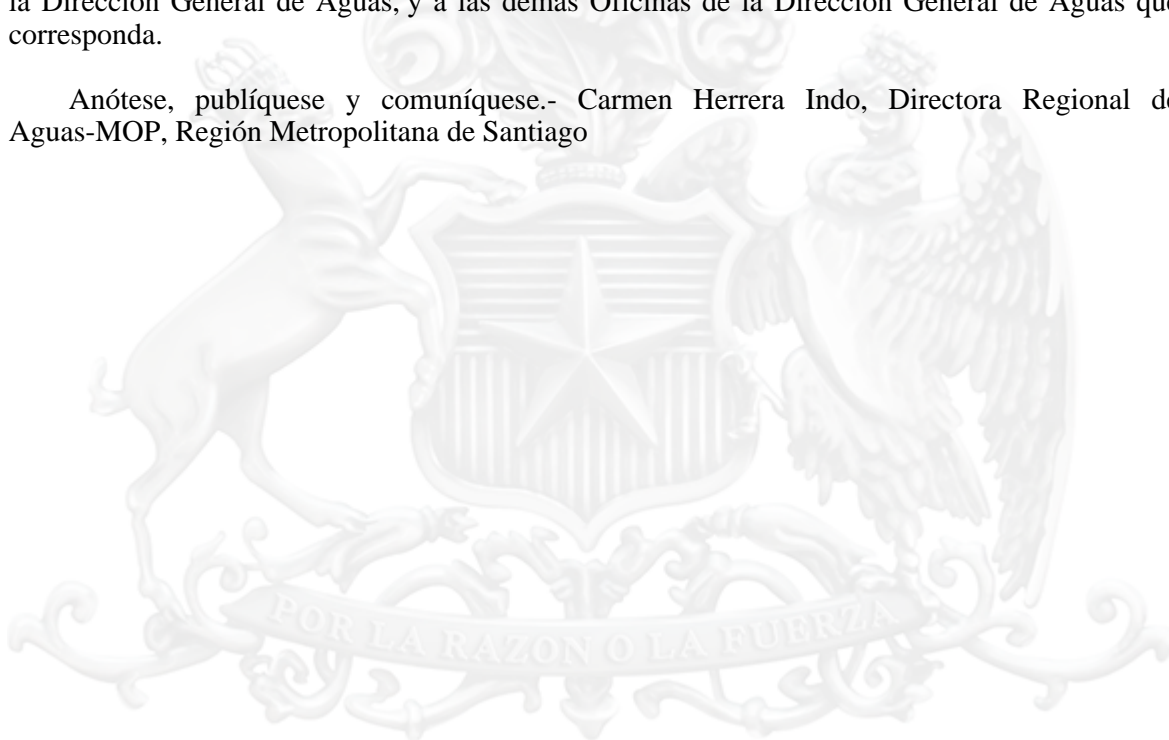 la Dirección General de Aguas, y a las demás Oficinas de la Dirección General de Aguas que
corresponda.
Anótese, publíquese y comuníquese.- Carmen Herrera Indo, Directora Regional de
Aguas-MOP, Región Metropolitana de Santiago
POR LA RAZON O LA FUERZA